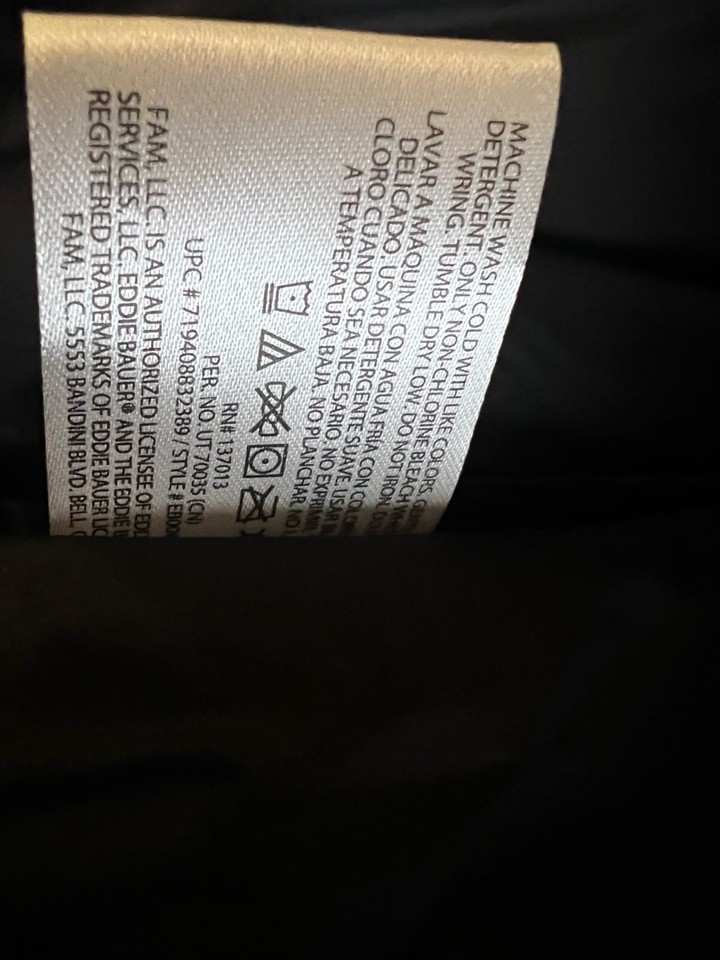 MACHINE WASH COLD WITH LIKE COLORS,
DETERGENT. ONLY NON-CHLORINE BLEACH
WRING. TUMBLE DRY LOW. DO NOT IRON.
LAVAR A MÁQUINA CON AGUA FRÍA CON
DELICADO. USAR DETERGENTE SUAVE. USAR
CLORO CUANDO SEA NECESARIO. NO EXPRIMIR
A TEMPERATURA BAJA. NO PLANCHAR.
RN# 137013
PER. NO. UT 70035 (CN)
UPC # 719408832389 / STYLE #
FAM, LLC. IS AN AUTHORIZED LICENSEE OF
SERVICES, LLC. EDDIE BAUER® AND THE EDDIE
REGISTERED TRADEMARKS OF EDDIE BAUER
FAM, LLC. 5553 BANDINI BLVD. BELL,